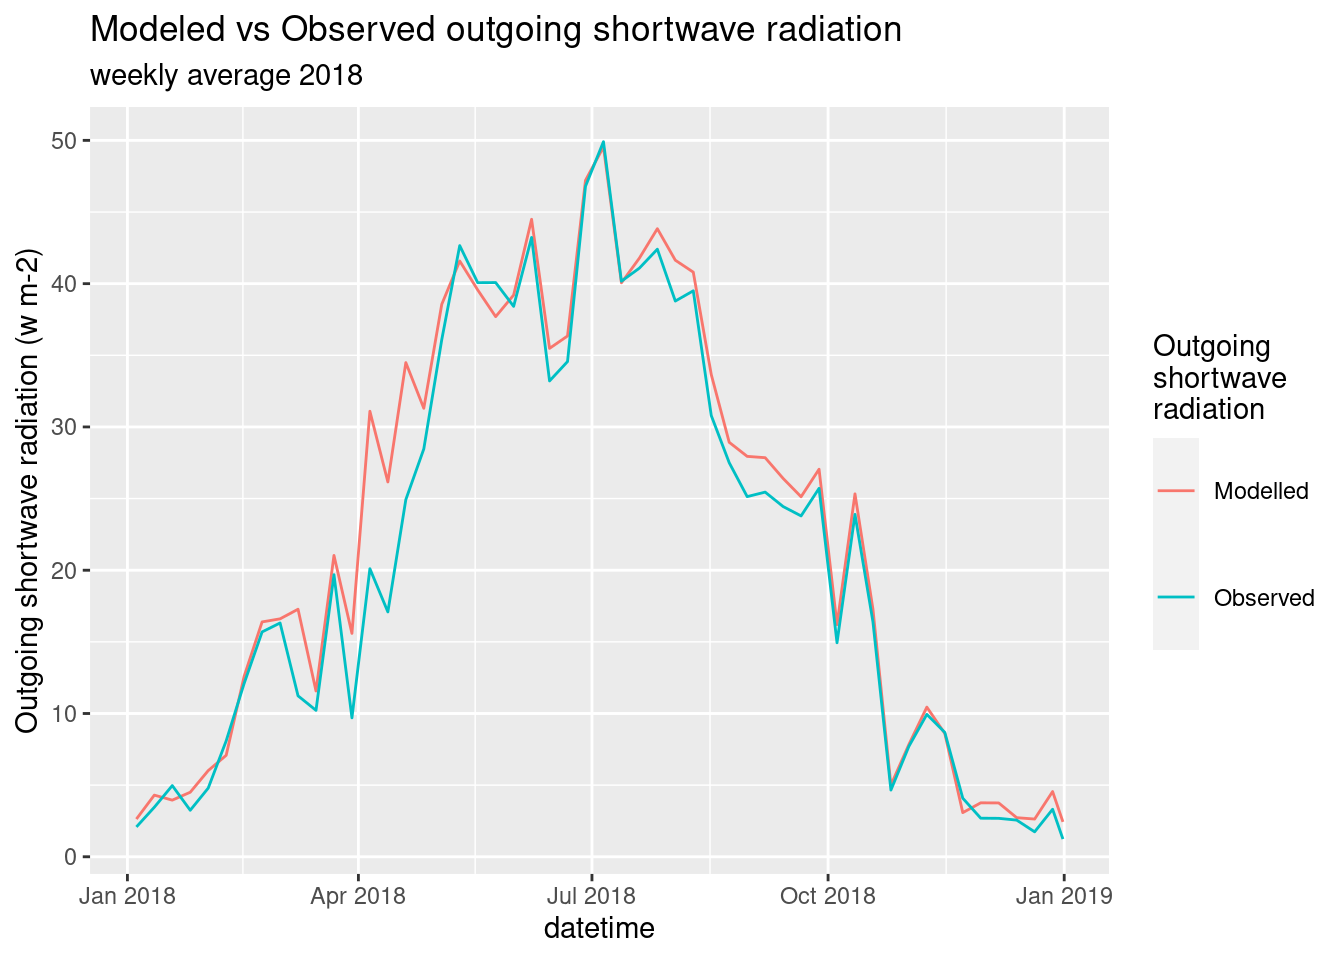 Modeled vs Observed outgoing shortwave radiation
weekly average 2018
Outgoing shortwave radiation (w m-2)
50
40
30
20
10
0
Jan 2018
Apr 2018
Jul 2018
Oct 2018
Jan 2019
datetime
Outgoing
shortwave
radiation
Modelled
Observed